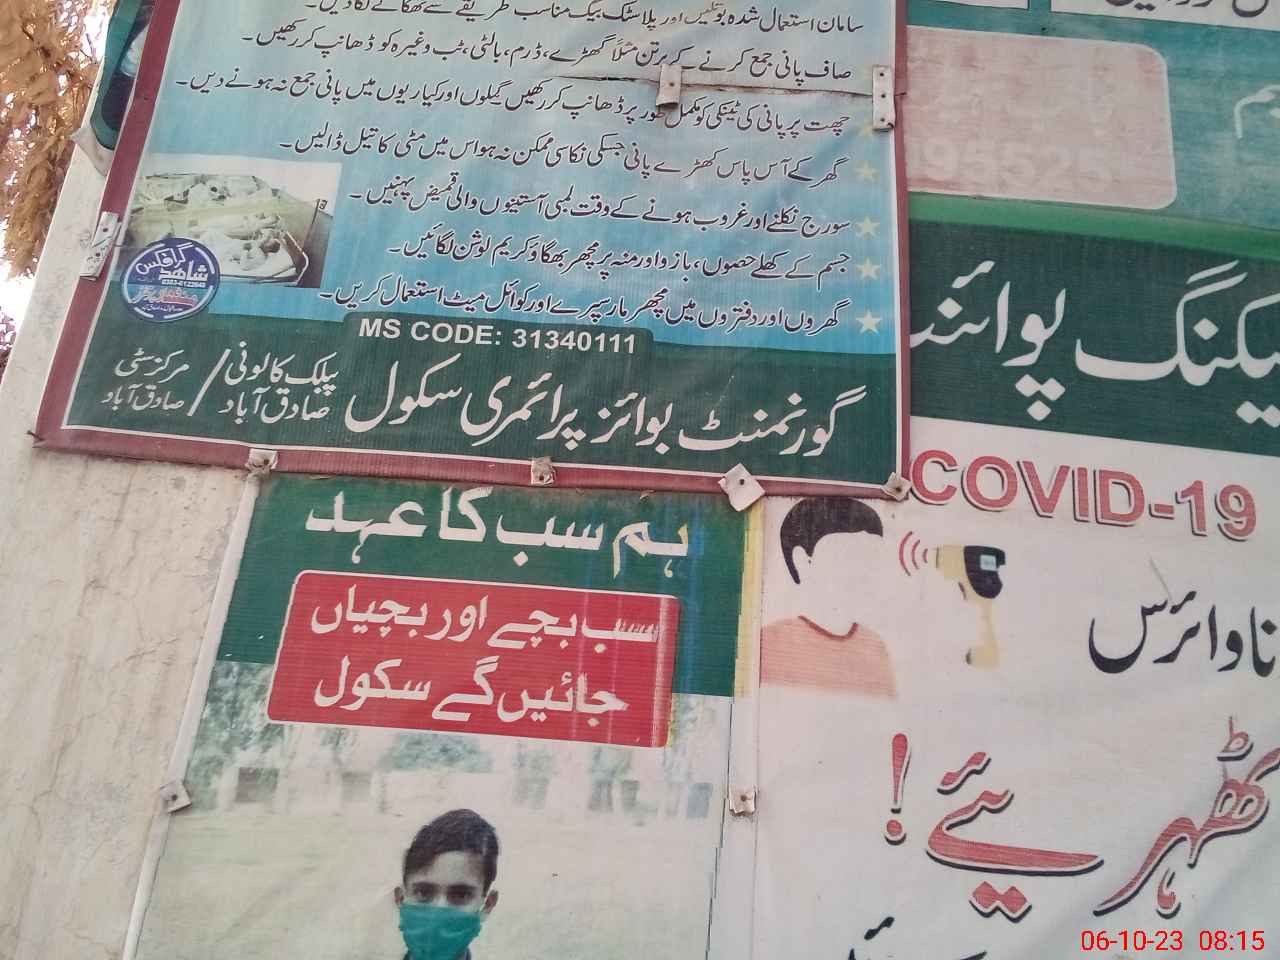 سامان استعمال شدہ بوتلیں اور پلاسٹک بیگ مناسب طریقے سے ٹھکانے لگا دیں۔
صاف پانی جمع کرنے کے برتن مثلاً گھڑے، ڈرم، بالٹی، ٹب وغیرہ کو ڈھانپ کر رکھیں۔
چھت پر پانی کی ٹینکی کو مکمل طور پر ڈھانپ کر رکھیں گملوں اور کیاریوں میں پانی جمع نہ ہونے دیں۔
گھر کے آس پاس کھڑے پانی جسکی نکاسی ممکن نہ ہو اس میں مٹی کا تیل ڈالیں۔
سورج نکلنے اور غروب ہونے کے وقت لمبی آستینوں والی قمیض پہنیں۔
جسم کے کھلے حصوں، بازو اور منہ پر مچھر بھگاؤ کریم لوشن لگائیں۔
گھروں اور دفتروں میں مچھر مار سپرے اور کوائل میٹ استعمال کریں۔
شاھد گرافکس
MS CODE: 31340111
گورنمنٹ بوائز پرائمری سکول پبلک کالونی صادق آباد / مرکز سٹی صادق آباد
ہم سب کا عہد
سب بچے اور بچیاں
جائیں گے سکول
یکنگ پوائنٹ
COVID-19
ناوائرس
ٹھہریئے!
06-10-23 08:15